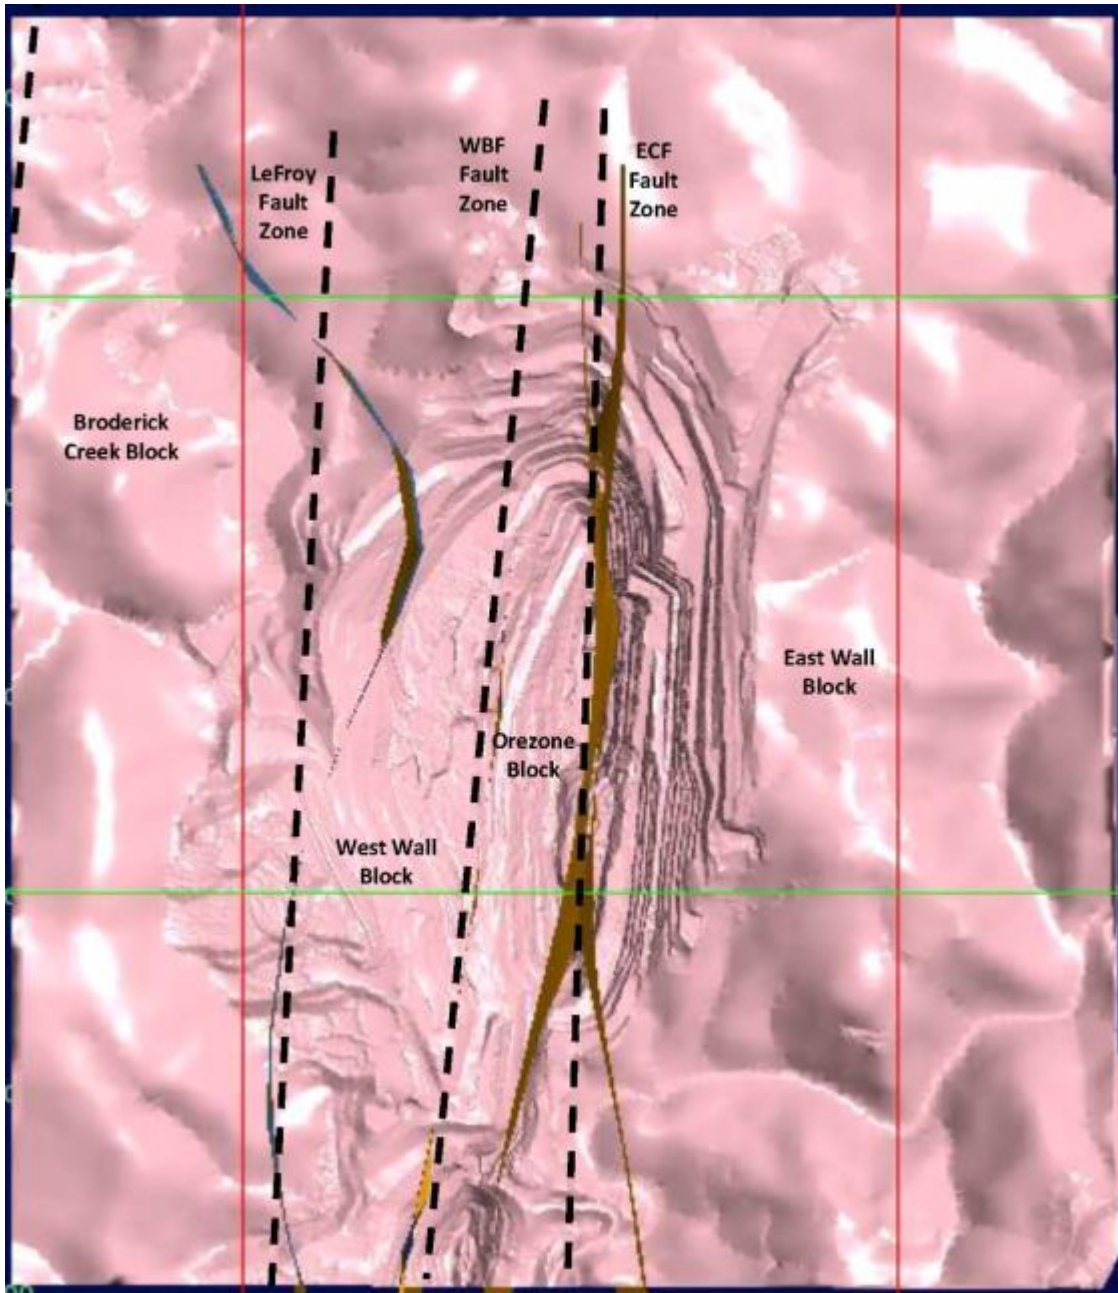 LeFroy
Fault
Zone
WBF
Fault
Zone
ECF
Fault
Zone
Broderick
Creek Block
East Wall
Block
Orezone
Block
West Wall
Block